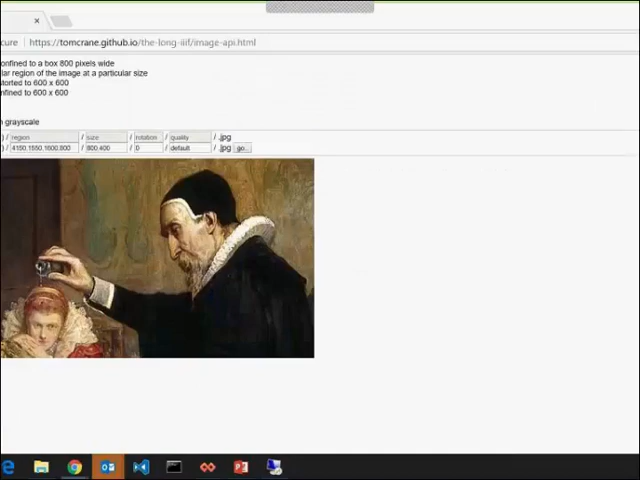 ×
cure https://tomcrane.github.io/the-long-iiif/image-api.html
onfined to a box 800 pixels wide
lar region of the image at a particular size
storted to 600 x 600
nfined to 600 x 600
n grayscale
) / region / size / rotation / quality / .jpg
) / 4150,1550,1600,800 / 800,400 / 0 / default / .jpg go..